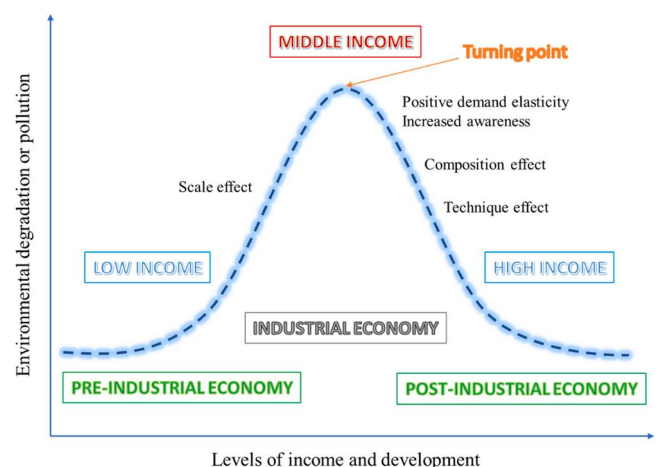 MIDDLE INCOME
Turning point
Positive demand elasticity
Increased awareness
Composition effect
Scale effect
Technique effect
LOW INCOME
HIGH INCOME
INDUSTRIAL ECONOMY
PRE-INDUSTRIAL ECONOMY
POST-INDUSTRIAL ECONOMY
Environmental degradation or pollution
Levels of income and development